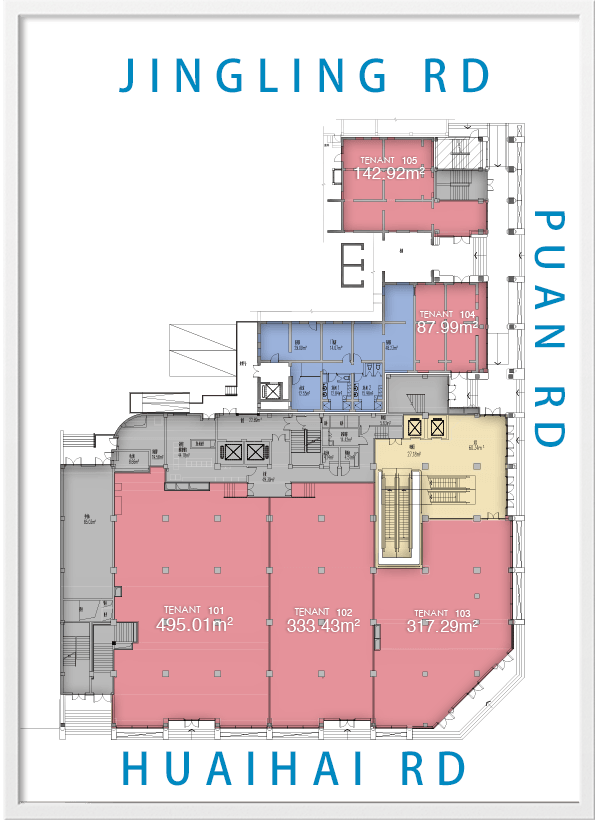 JINGLING RD
TENANT 105
142.92m²
PUAN RD
TENANT 104
87.99m²
TENANT 101
495.01m²
TENANT 102
333.43m²
TENANT 103
317.29m²
HUAIHAI RD